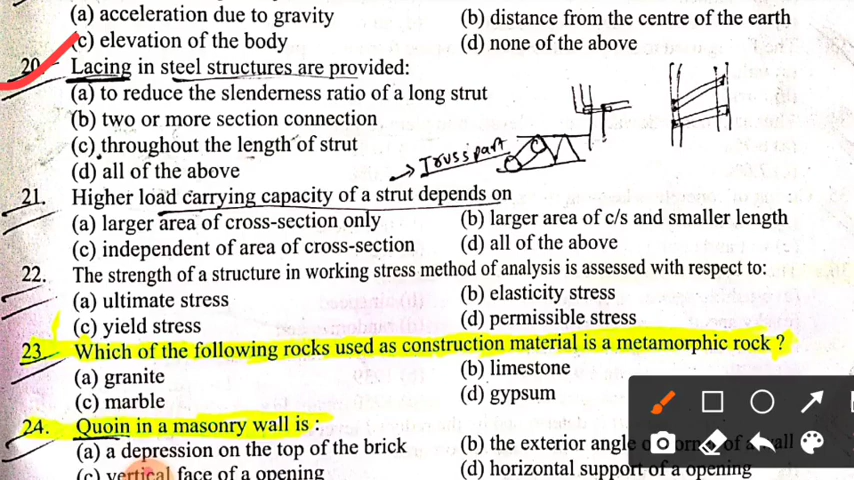 (a) acceleration due to gravity
(b) distance from the centre of the earth
(c) elevation of the body
(d) none of the above
20. Lacing in steel structures are provided:
(a) to reduce the slenderness ratio of a long strut
(b) two or more section connection
(c) throughout the length of strut
Truss part
(d) all of the above
21. Higher load carrying capacity of a strut depends on
(a) larger area of cross-section only
(b) larger area of c/s and smaller length
(c) independent of area of cross-section
(d) all of the above
22. The strength of a structure in working stress method of analysis is assessed with respect to:
(a) ultimate stress
(b) elasticity stress
(c) yield stress
(d) permissible stress
23. Which of the following rocks used as construction material is a metamorphic rock ?
(a) granite
(b) limestone
(c) marble
(d) gypsum
24. Quoin in a masonry wall is :
(a) a depression on the top of the brick
(b) the exterior angle of a wall
(c) vertical face of a opening
(d) horizontal support of a opening